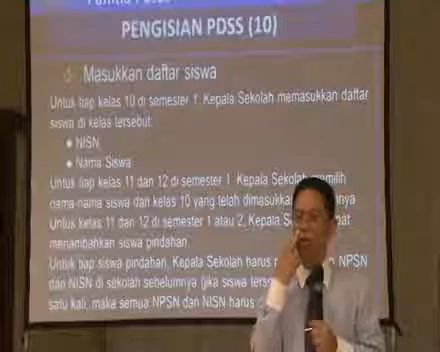 Panitia
PENGISIAN PDSS (10)
d. Masukkan daftar siswa
Untuk tiap kelas 10 di semester 1. Kepala Sekolah memasukkan daftar
siswa di kelas tersebut
NISN
Nama Siswa
Untuk tiap kelas 11 dan 12 di semester 1 Kepala Sekolah memilih
nama-nama siswa dari kelas 10 yang telah dimasukkan
Untuk kelas 11 dan 12 di semester 1 atau 2, Kepala
menambahkan siswa pindahan
Untuk tiap siswa pindahan, Kepala Sekolah harus NPSN
dan NISN di sekolah sebelumnya (jika siswa
satu kali, maka semua NPSN dan NISN harus